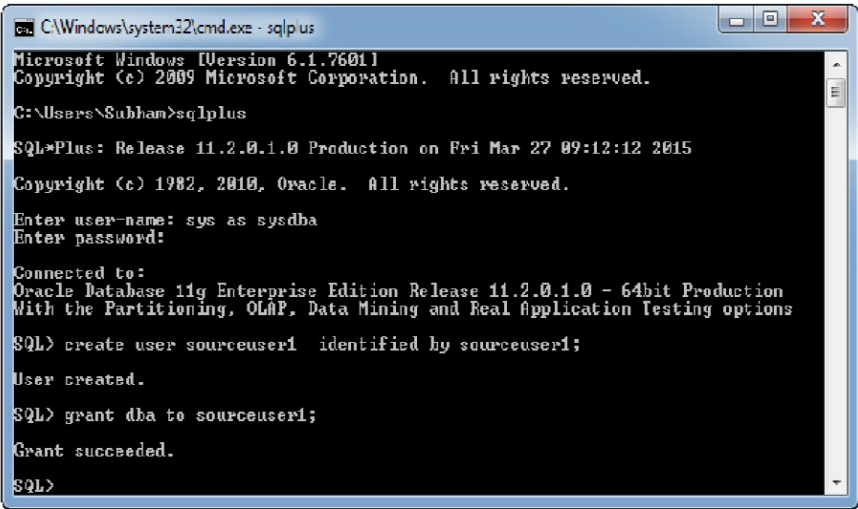 C:\Windows\system32\cmd.exe - sqlplus
Microsoft Windows [Version 6.1.7601]
Copyright (c) 2009 Microsoft Corporation.  All rights reserved.
C:\Users\Subham>sqlplus
SQL*Plus: Release 11.2.0.1.0 Production on Fri Mar 27 09:12:12 2015
Copyright (c) 1982, 2010, Oracle.  All rights reserved.
Enter user-name: sys as sysdba
Enter password:
Connected to:
Oracle Database 11g Enterprise Edition Release 11.2.0.1.0 - 64bit Production
With the Partitioning, OLAP, Data Mining and Real Application Testing options
SQL> create user sourceuser1  identified by sourceuser1;
User created.
SQL> grant dba to sourceuser1;
Grant succeeded.
SQL>